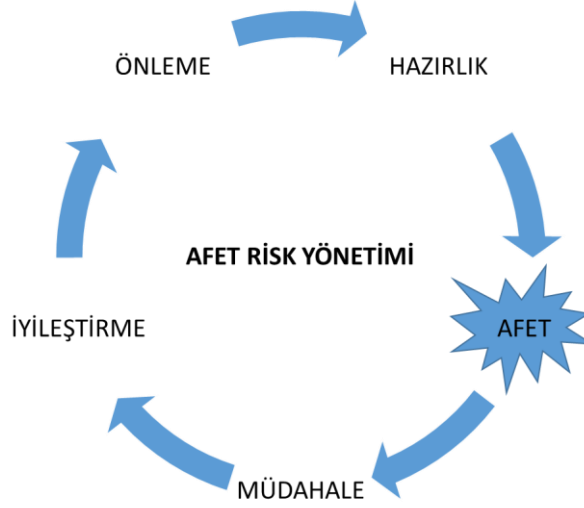 ÖNLEME
HAZIRLIK
AFET RİSK YÖNETİMİ
İYİLEŞTİRME
AFET
MÜDAHALE